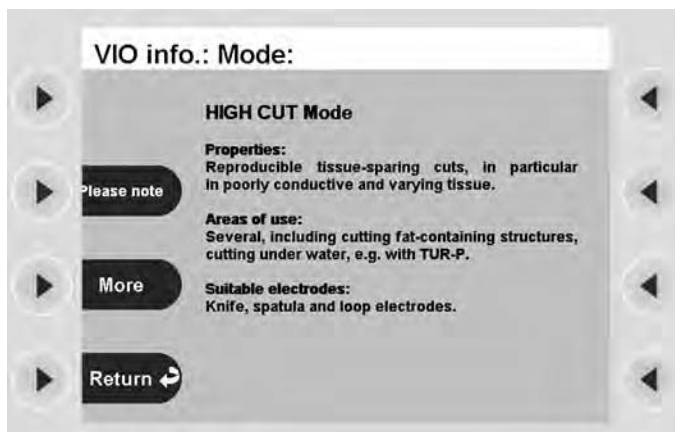 VIO info.: Mode:
HIGH CUT Mode
Properties:
Reproducible tissue-sparing cuts, in particular
in poorly conductive and varying tissue.
Please note
Areas of use:
Several, including cutting fat-containing structures,
cutting under water, e.g. with TUR-P.
More
Suitable electrodes:
Knife, spatula and loop electrodes.
Return